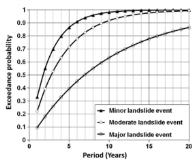 Exceedance probability
1
0.9
0.8
0.7
0.6
0.5
0.4
0.3
0.2
0.1
0
Minor landslide event
Moderate landslide event
Major landslide event
0 5 10 15 20
Period (Years)